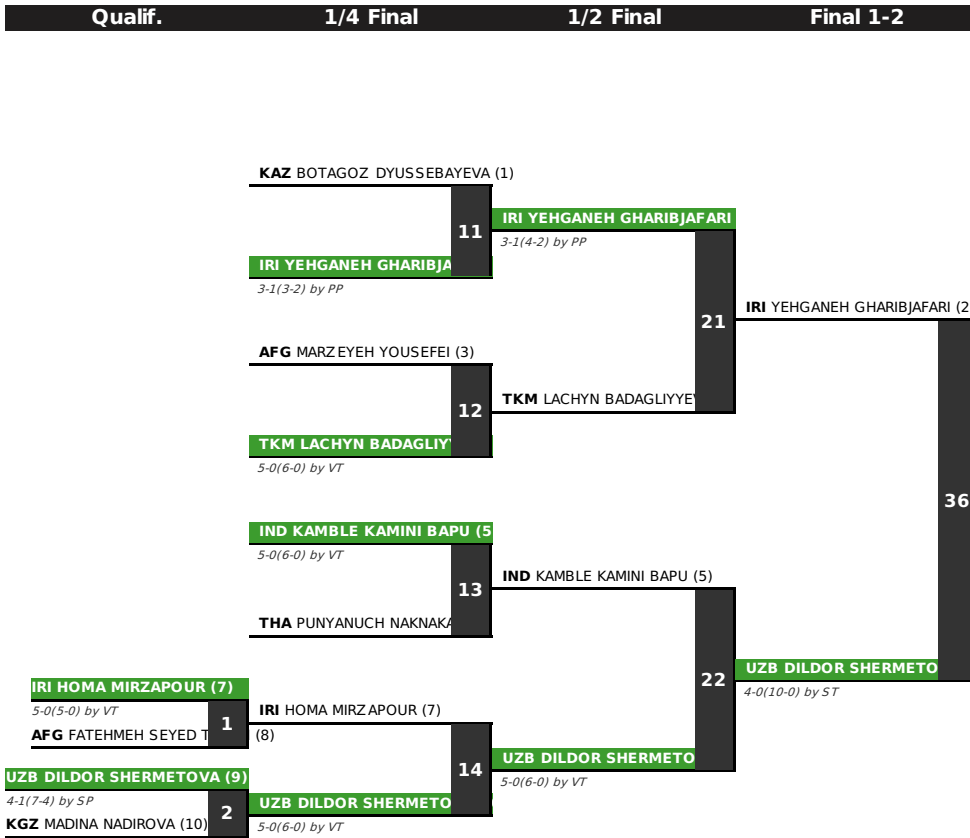 Qualif. 1/4 Final 1/2 Final Final 1-2
KAZ BOTAGOZ DYUSSEBAYEVA (1)
11
IRI YEHGANEH GHARIBJAFARI
3-1(4-2) by PP
IRI YEHGANEH GHARIBJA
3-1(3-2) by PP
21
IRI YEHGANEH GHARIBJAFARI (2
AFG MARZEYEH YOUSEFEI (3)
12
TKM LACHYN BADAGLIYYEV
TKM LACHYN BADAGLIYY
5-0(6-0) by VT
36
IND KAMBLE KAMINI BAPU (5
5-0(6-0) by VT
13
IND KAMBLE KAMINI BAPU (5)
THA PUNYANUCH NAKNAKA
22
UZB DILDOR SHERMETO
4-0(10-0) by ST
IRI HOMA MIRZAPOUR (7)
5-0(5-0) by VT
1
IRI HOMA MIRZAPOUR (7)
AFG FATEHMEH SEYED T (8)
14
UZB DILDOR SHERMETO
5-0(6-0) by VT
UZB DILDOR SHERMETOVA (9)
4-1(7-4) by SP
2
UZB DILDOR SHERMETO
5-0(6-0) by VT
KGZ MADINA NADIROVA (10)